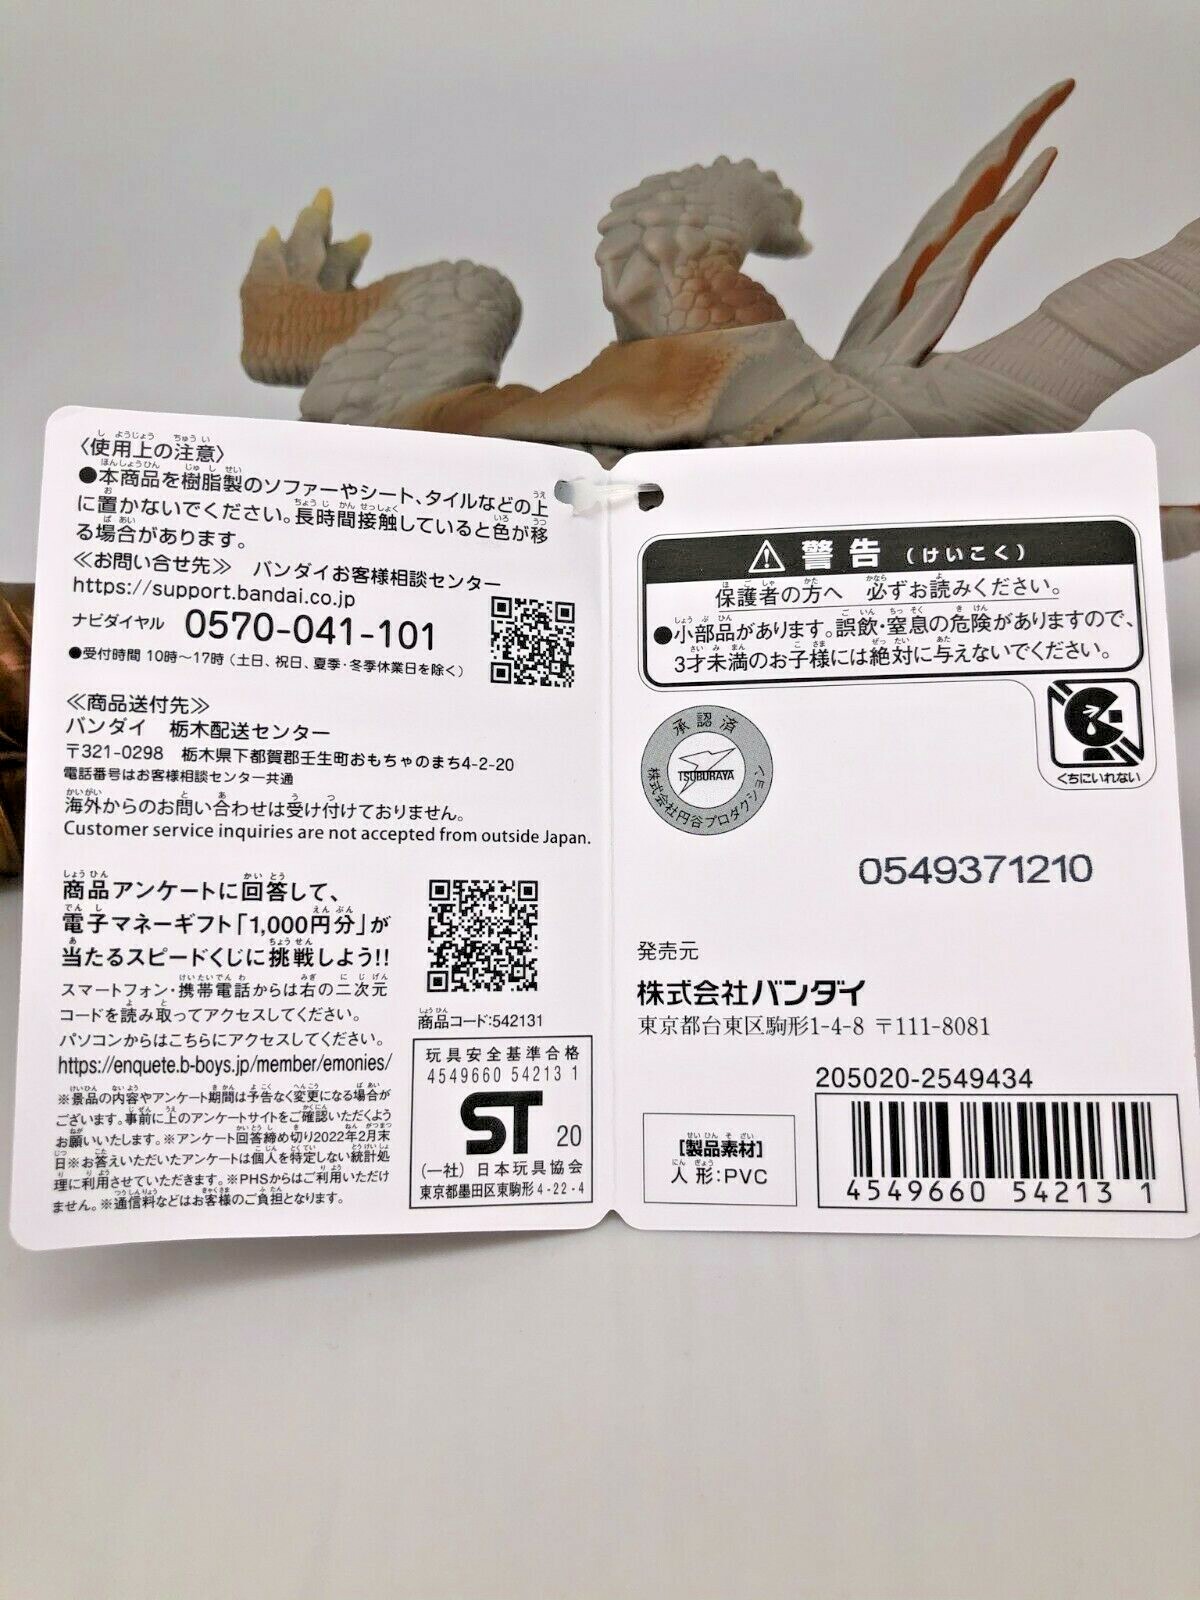 〈使用上の注意〉
●本商品を樹脂製のソファーやシート、タイルなどの上
に置かないでください。長時間接触していると色が移
る場合があります。
≪お問い合せ先≫ バンダイお客様相談センター
https://support.bandai.co.jp
ナビダイヤル 0570-041-101
●受付時間 10時～17時(土日、祝日、夏季・冬季休業日を除く)
≪商品送付先≫
バンダイ 栃木配送センター
〒321-0298 栃木県下都賀郡壬生町おもちゃのまち4-2-20
電話番号はお客様相談センター共通
海外からのお問い合わせは受け付けておりません。
Customer service inquiries are not accepted from outside Japan.
商品アンケートに回答して、
電子マネーギフト「1,000円分」が
当たるスピードくじに挑戦しよう!!
スマートフォン・携帯電話からは右の二次元
コードを読み取ってアクセスしてください。
パソコンからはこちらにアクセスしてください。
https://enquete.b-boys.jp/member/emonies/
※景品の内容やアンケート期間は予告なく変更になる場合が
ございます。事前に上のアンケートサイトをご確認いただくよう
お願いいたします。※アンケート回答締め切り2022年2月末
日※お答えいただいたアンケートは個人を特定しない統計処
理に利用させていただきます。※PHSからはご利用いただけ
ません。※通信料などはお客様のご負担となります。
商品コード:542131
玩具安全基準合格
4549660 54213 1
ST 20
(一社) 日本玩具協会
東京都墨田区東駒形4-22-4
警告 (けいこく)
保護者の方へ 必ずお読みください。
●小部品があります。誤飲・窒息の危険がありますので、
3才未満のお子様には絶対に与えないでください。
くちにいれない
承認済
TSUBURAYA
株式会社円谷プロダクション
0549371210
発売元
株式会社バンダイ
東京都台東区駒形1-4-8 〒111-8081
205020-2549434
[製品素材]
人形:PVC
4549660 54213 1